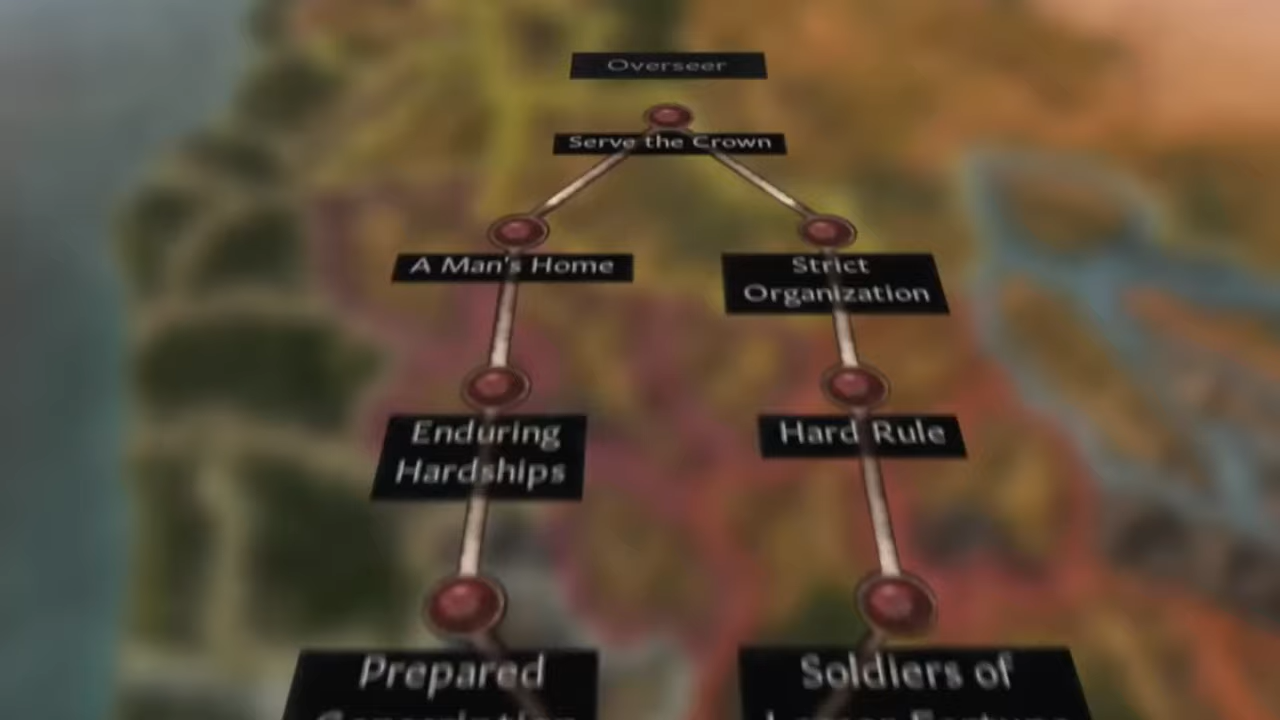 Overseer
Serve the Crown
A Man's Home
Strict
Organization
Enduring
Hardships
Hard Rule
Prepared
Soldiers of